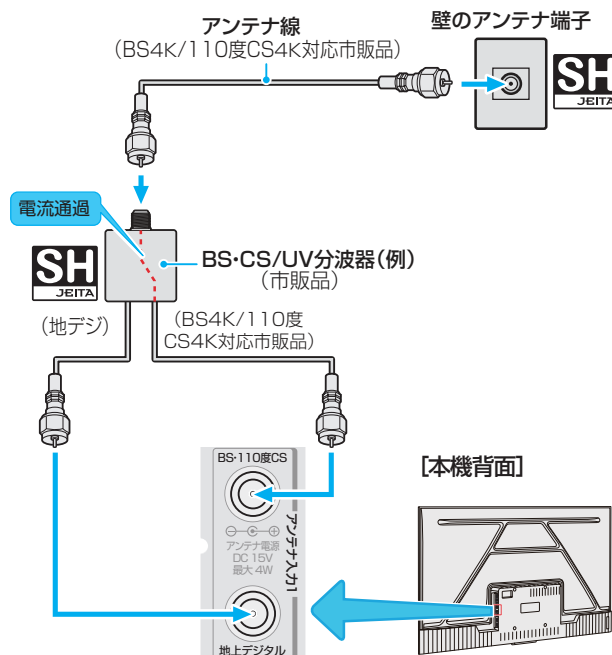 アンテナ線
（BS4K/110度CS4K対応市販品）
壁のアンテナ端子
SH
JEITA
電流通過
SH
JEITA
BS・CS/UV分波器（例）
（市販品）
（地デジ）
（BS4K/110度
CS4K対応市販品）
BS・110度CS
アンテナ電源
DC 15V
最大 4W
アンテナ入力1
地上デジタル
［本機背面］